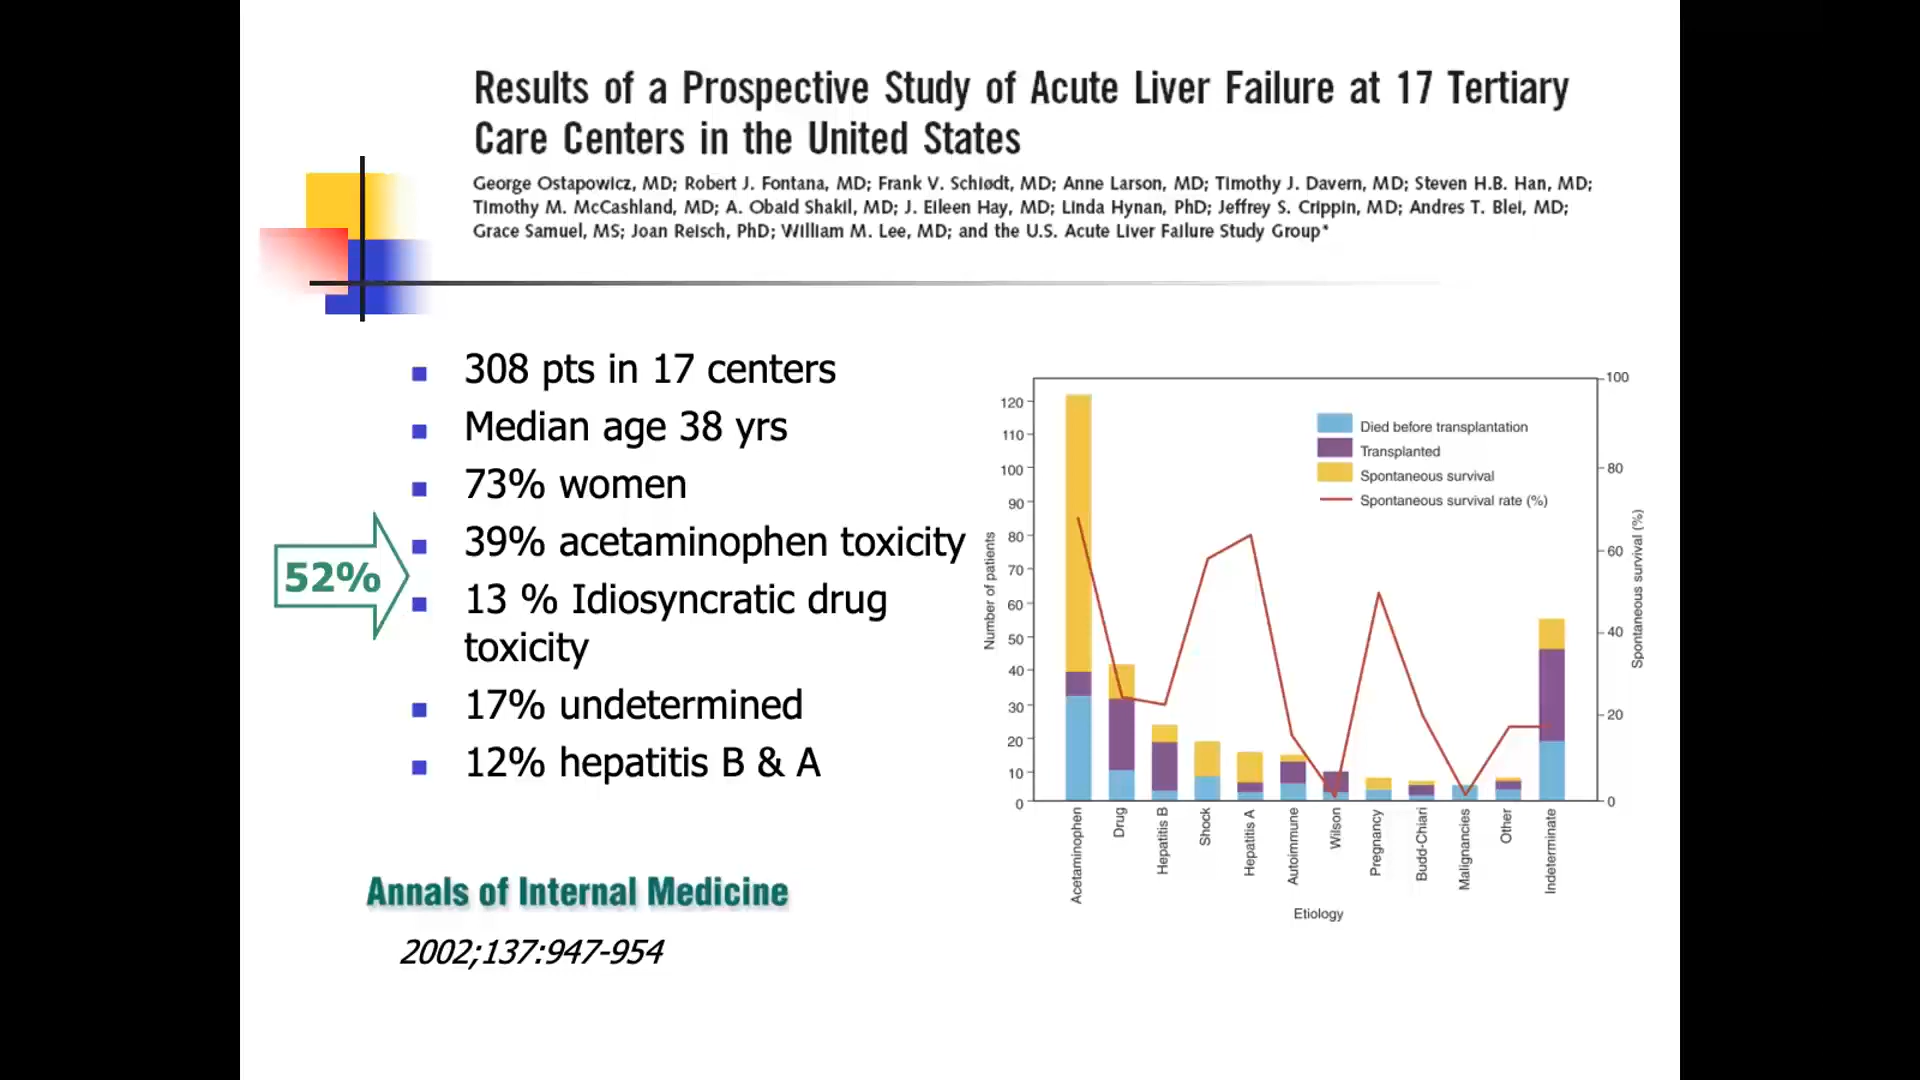 Results of a Prospective Study of Acute Liver Failure at 17 Tertiary
Care Centers in the United States
George Ostapowicz, MD; Robert J. Fontana, MD; Frank V. Schiødt, MD; Anne Larson, MD; Timothy J. Davern, MD; Steven H.B. Han, MD;
Timothy M. McCashland, MD; A. Obaid Shakil, MD; J. Eileen Hay, MD; Linda Hynan, PhD; Jeffrey S. Crippin, MD; Andres T. Blei, MD;
Grace Samuel, MS; Joan Reisch, PhD; William M. Lee, MD; and the U.S. Acute Liver Failure Study Group*
308 pts in 17 centers
Median age 38 yrs
73% women
39% acetaminophen toxicity
52%
13 % Idiosyncratic drug
toxicity
17% undetermined
12% hepatitis B & A
Annals of Internal Medicine
2002;137:947-954
Number of patients
120
110
100
90
80
70
60
50
40
30
20
10
0
Died before transplantation
Transplanted
Spontaneous survival
Spontaneous survival rate (%)
100
80
60
40
20
0
Spontaneous survival (%)
Acetaminophen
Drug
Hepatitis B
Shock
Hepatitis A
Autoimmune
Wilson
Pregnancy
Budd-Chiari
Malignancies
Other
Indeterminate
Etiology